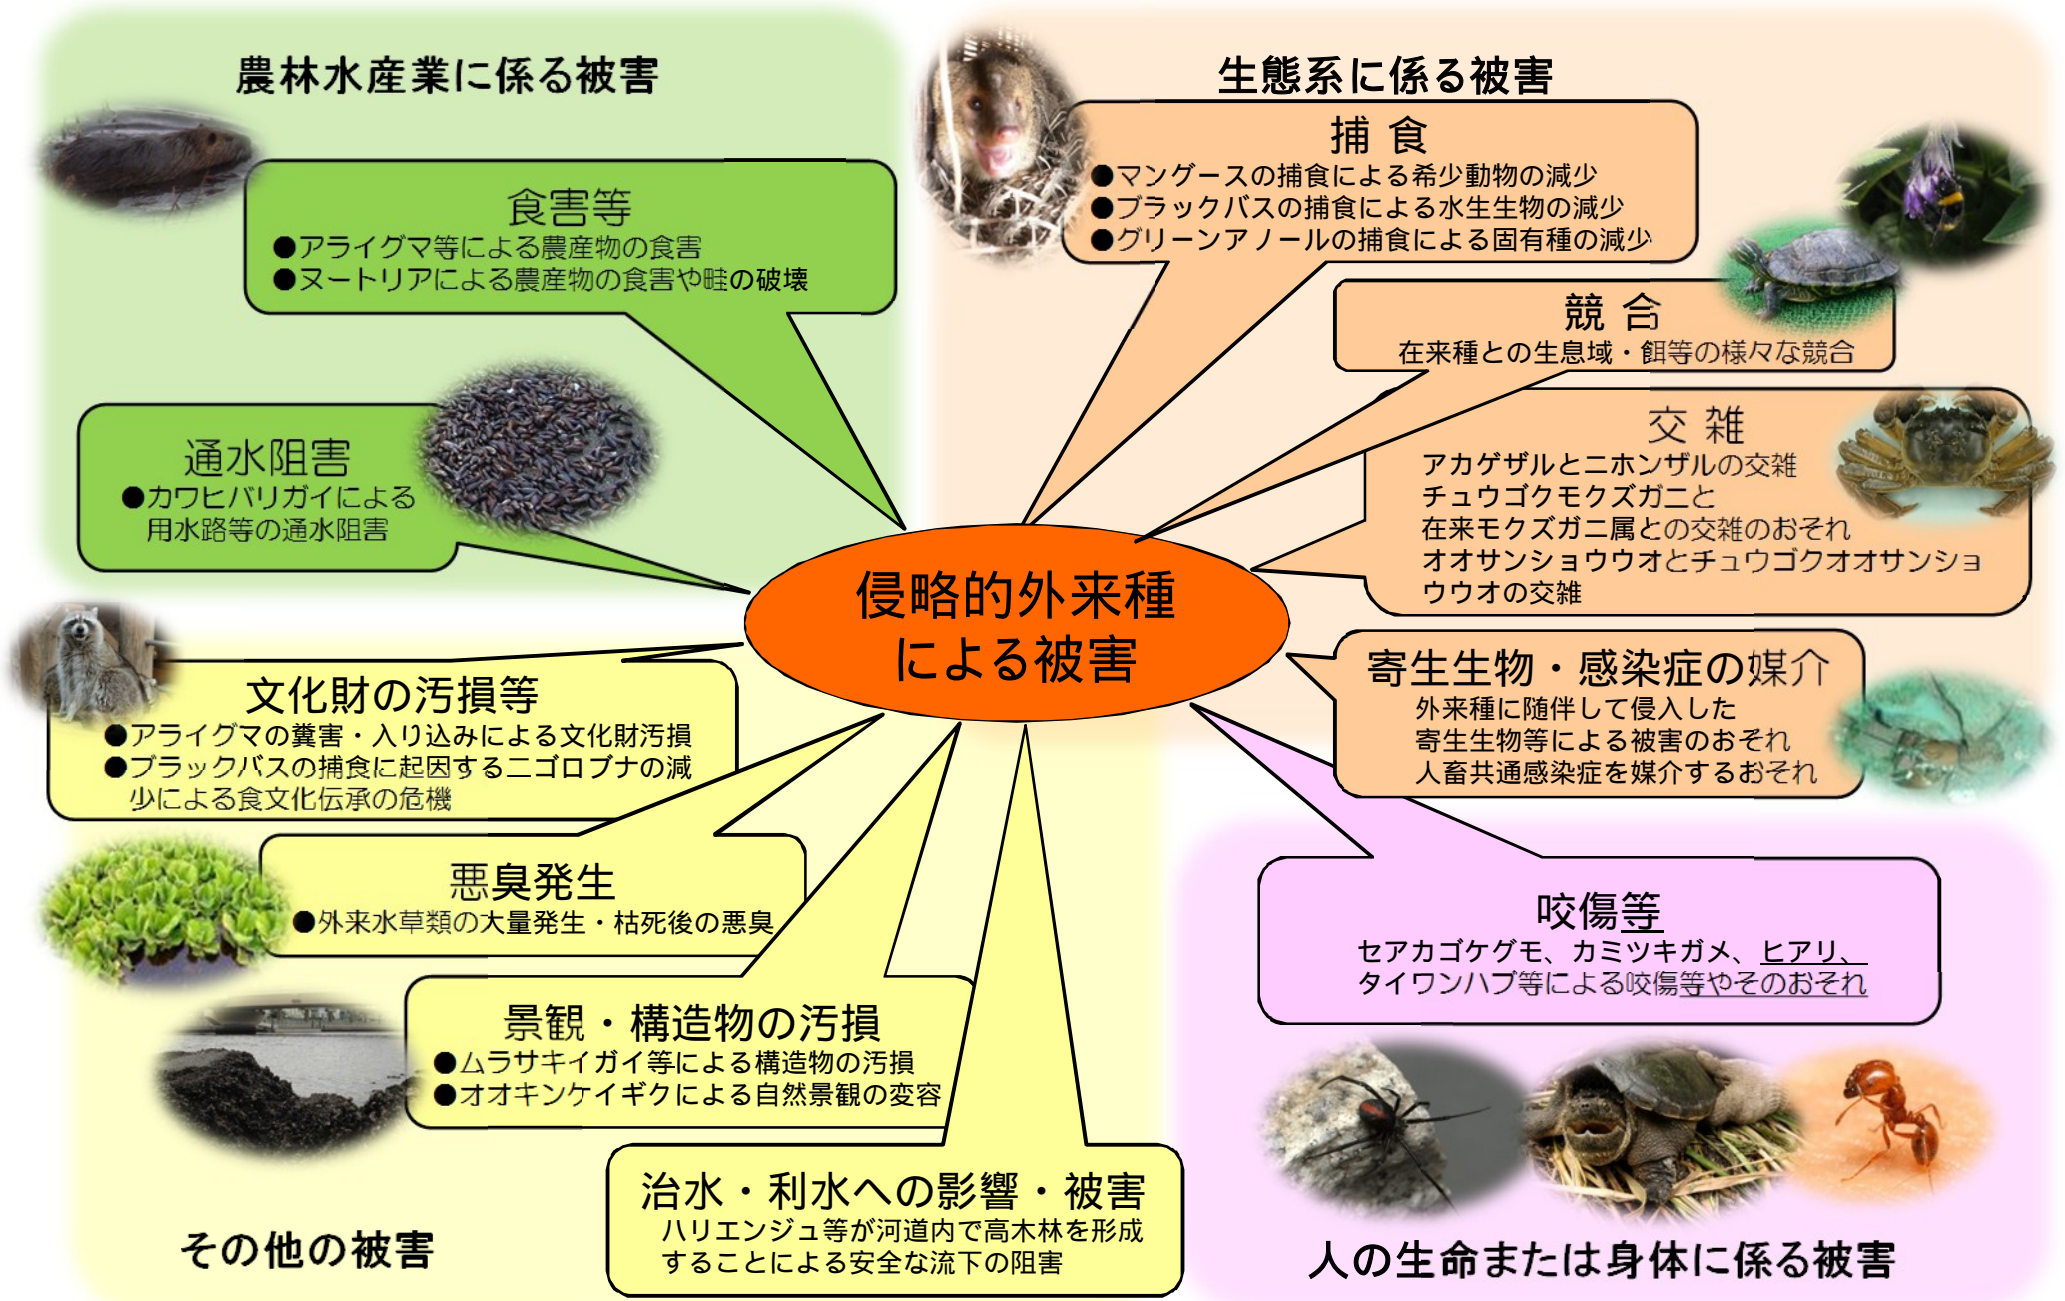 農林水産業に係る被害
食害等
●アライグマ等による農産物の食害
●ヌートリアによる農産物の食害や畦の破壊
通水阻害
●カワヒバリガイによる
用水路等の通水阻害
生態系に係る被害
捕 食
●マングースの捕食による希少動物の減少
●ブラックバスの捕食による水生生物の減少
●グリーンアノールの捕食による固有種の減少
競 合
在来種との生息域・餌等の様々な競合
交 雑
アカゲザルとニホンザルの交雑
チュウゴクモクズガニと
在来モクズガニ属との交雑のおそれ
オオサンショウウオとチュウゴクオオサンショ
ウウオの交雑
寄生生物・感染症の媒介
外来種に随伴して侵入した
寄生生物等による被害のおそれ
人畜共通感染症を媒介するおそれ
侵略的外来種
による被害
文化財の汚損等
●アライグマの糞害・入り込みによる文化財汚損
●ブラックバスの捕食に起因するニゴロブナの減
少による食文化伝承の危機
悪臭発生
●外来水草類の大量発生・枯死後の悪臭
景観・構造物の汚損
●ムラサキイガイ等による構造物の汚損
●オオキンケイギクによる自然景観の変容
治水・利水への影響・被害
ハリエンジュ等が河道内で高木林を形成
することによる安全な流下の阻害
その他の被害
咬傷等
セアカゴケグモ、カミツキガメ、ヒアリ、
タイワンハブ等による咬傷等やそのおそれ
人の生命または身体に係る被害